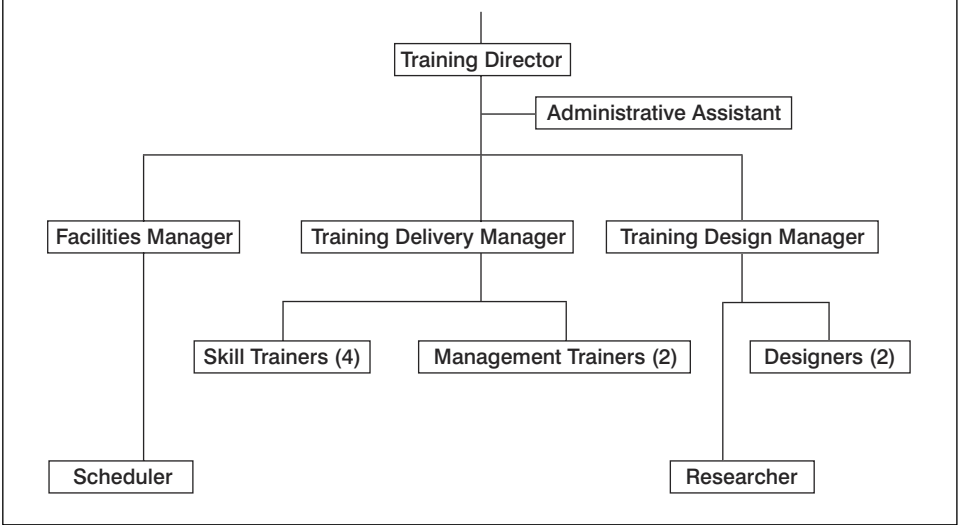 Training Director
Administrative Assistant
Facilities Manager
Training Delivery Manager
Training Design Manager
Skill Trainers (4)
Management Trainers (2)
Designers (2)
Scheduler
Researcher